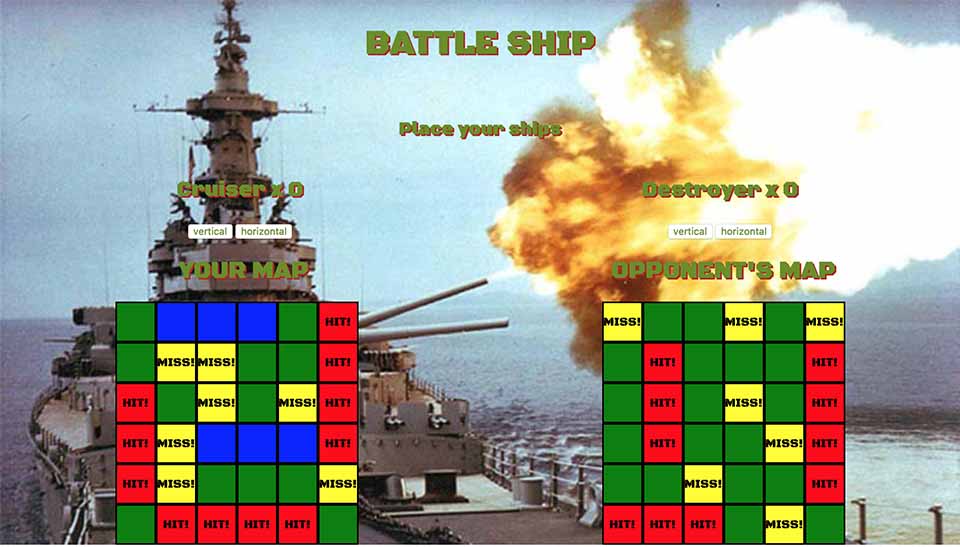 BATTLE SHIP
Place your ships
Cruiser x 0 Destroyer x 0
vertical horizontal vertical horizontal
YOUR MAP OPPONENT'S MAP
HIT! MISS! MISS! MISS!
MISS! MISS! HIT! HIT! HIT!
HIT! MISS! MISS! HIT! HIT! MISS! HIT!
HIT! MISS! HIT! HIT! MISS! HIT!
HIT! MISS! MISS! MISS! HIT!
HIT! HIT! HIT! HIT! HIT! HIT! HIT! MISS!